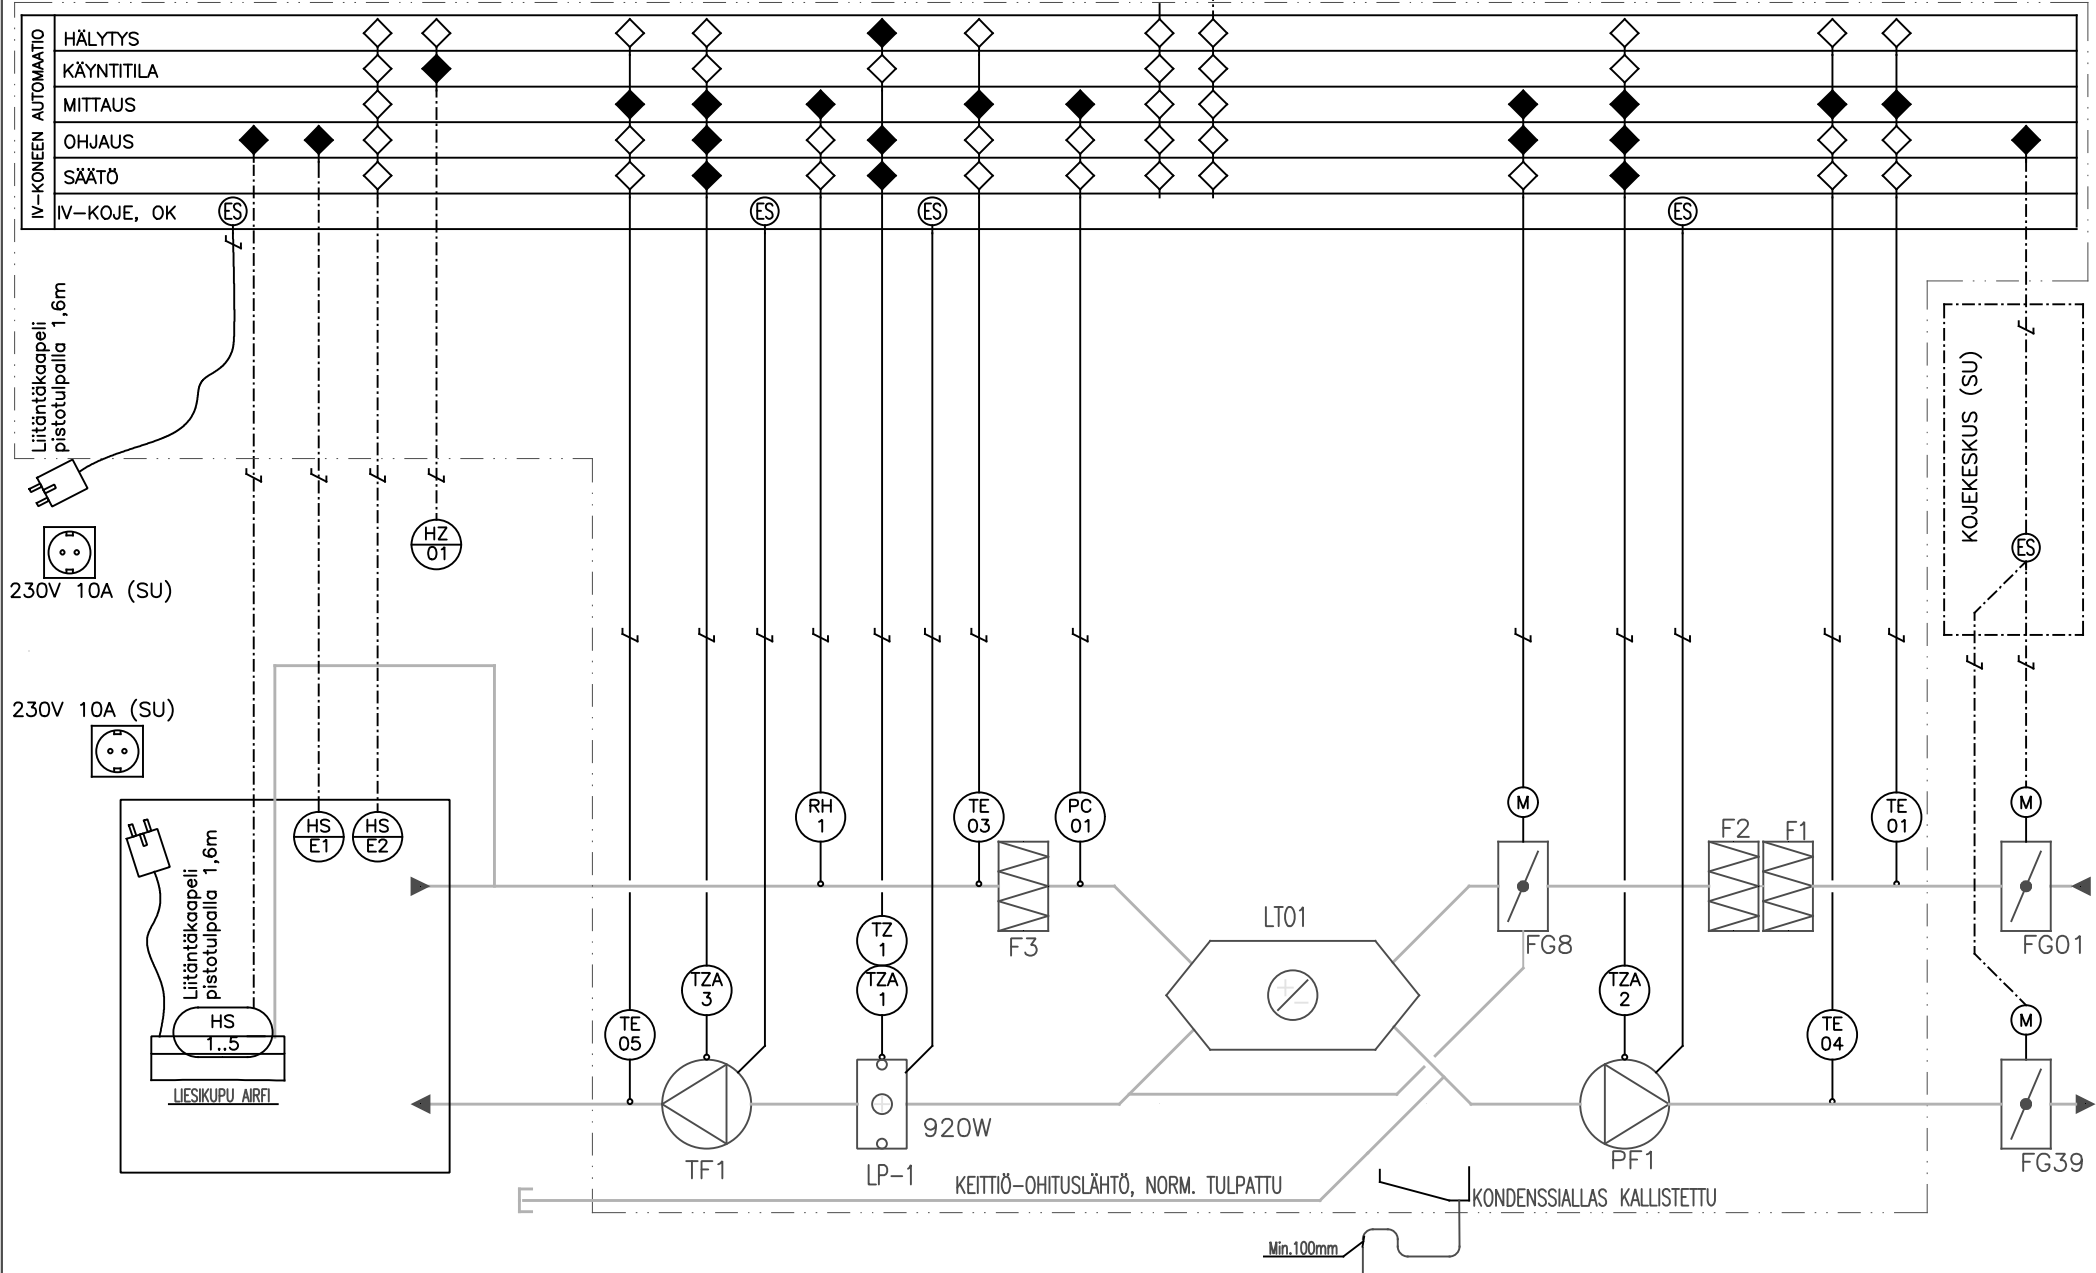 IV-KONEEN AUTOMAATIO
HÄLYTYS
KÄYNTITILA
MITTAUS
OHJAUS
SÄÄTÖ
IV-KOJE, OK
ES
ES
ES
ES
Liitäntäkaapeli
pistotulpalla 1,6m
230V 10A (SU)
HZ
01
KOJEKESKUS (SU)
ES
230V 10A (SU)
Liitäntäkaapeli
pistotulpalla 1,6m
HS
E1
HS
E2
HS
1..5
LIESIKUPU AIRFI
RH
1
TE
03
PC
01
M
F2
F1
TE
01
M
F3
LT01
FG8
FG01
TZ
1
TZA
3
TZA
1
TZA
2
TE
05
TE
04
M
920W
TF1
LP-1
PF1
FG39
KEITTIÖ-OHITUSLÄHTÖ, NORM. TULPATTU
KONDENSSIALLAS KALLISTETTU
Min.100mm